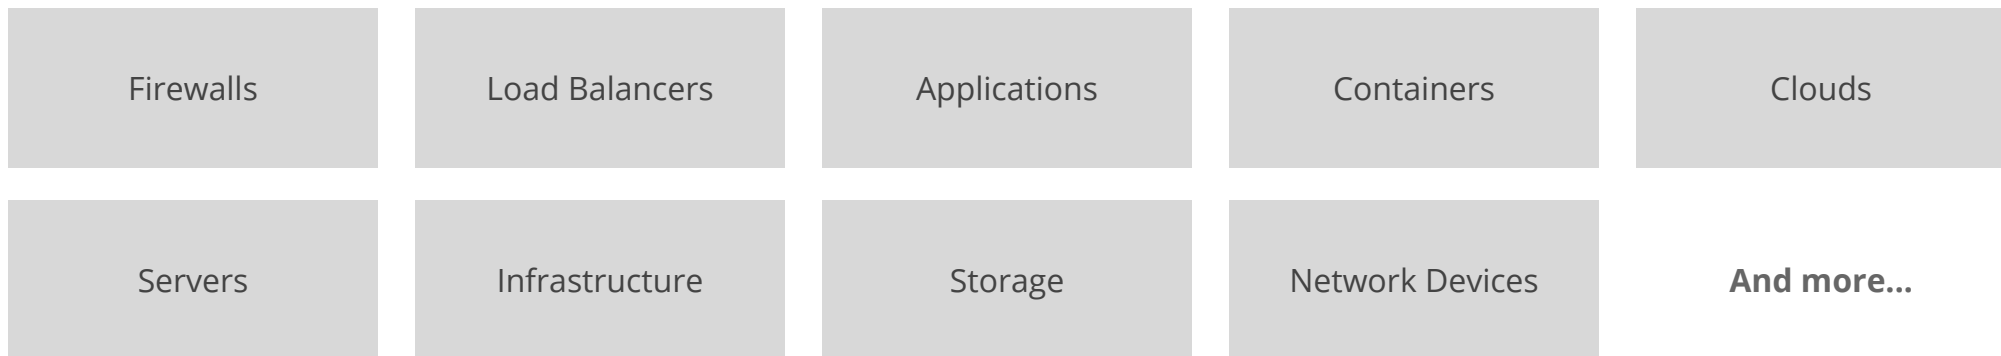 Firewalls
Load Balancers
Applications
Containers
Clouds
Servers
Infrastructure
Storage
Network Devices
And more...